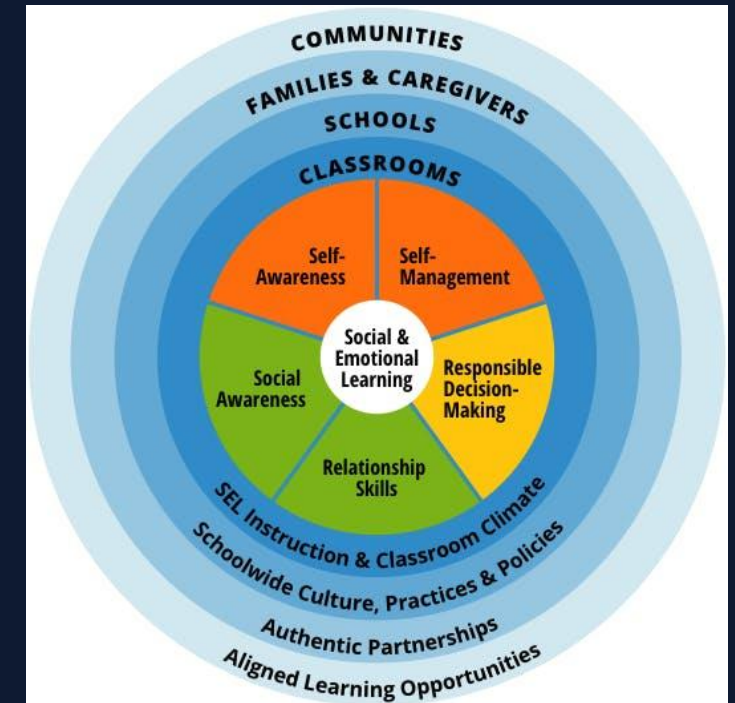 COMMUNITIES
FAMILIES & CAREGIVERS
SCHOOLS
CLASSROOMS
Self-
Awareness
Self-
Management
Social &
Emotional
Learning
Social
Awareness
Responsible
Decision-
Making
Relationship
Skills
SEL Instruction & Classroom Climate
Schoolwide Culture, Practices & Policies
Authentic Partnerships
Aligned Learning Opportunities